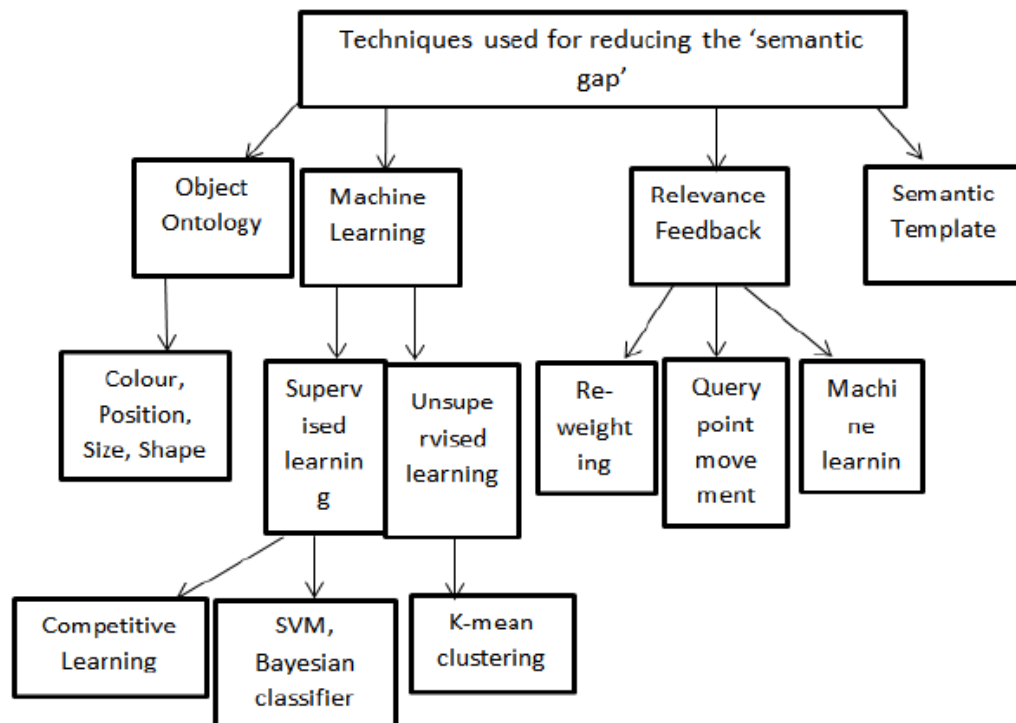 Techniques used for reducing the ‘semantic
gap’
Object
Ontology
Machine
Learning
Relevance
Feedback
Semantic
Template
Colour,
Position,
Size, Shape
Superv
ised
learnin
g
Unsupe
rvised
learning
Re-
weight
ing
Query
point
move
ment
Machi
ne
learnin
Competitive
Learning
SVM,
Bayesian
classifier
K-mean
clustering